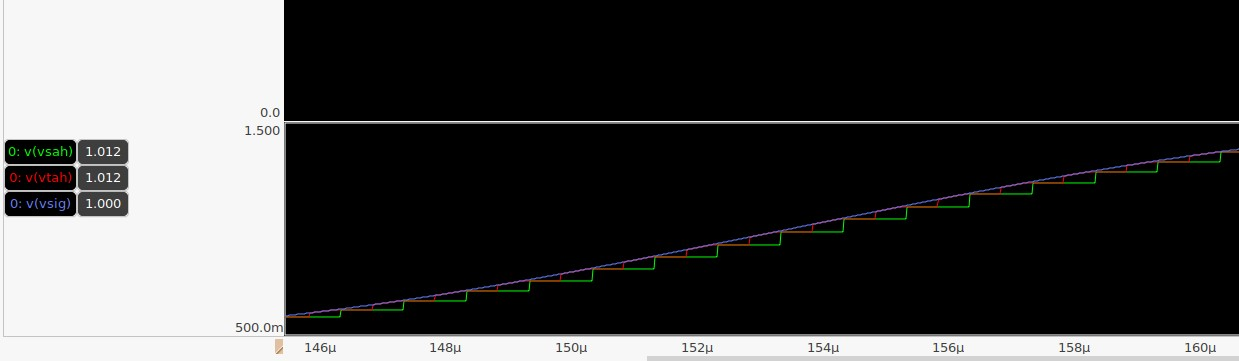 0.0
1.500
0: v(vsah) 1.012
0: v(vtah) 1.012
0: v(vsig) 1.000
500.0m
146µ 148µ 150µ 152µ 154µ 156µ 158µ 160µ